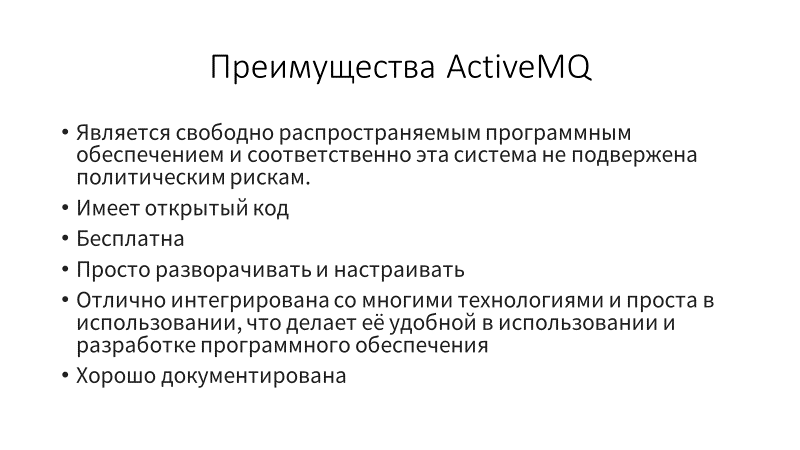 Преимущества ActiveMQ
• Является свободно распространяемым программным
обеспечением и соответственно эта система не подвержена
политическим рискам.
• Имеет открытый код
• Бесплатна
• Просто разворачивать и настраивать
• Отлично интегрирована со многими технологиями и проста в
использовании, что делает её удобной в использовании и
разработке программного обеспечения
• Хорошо документирована